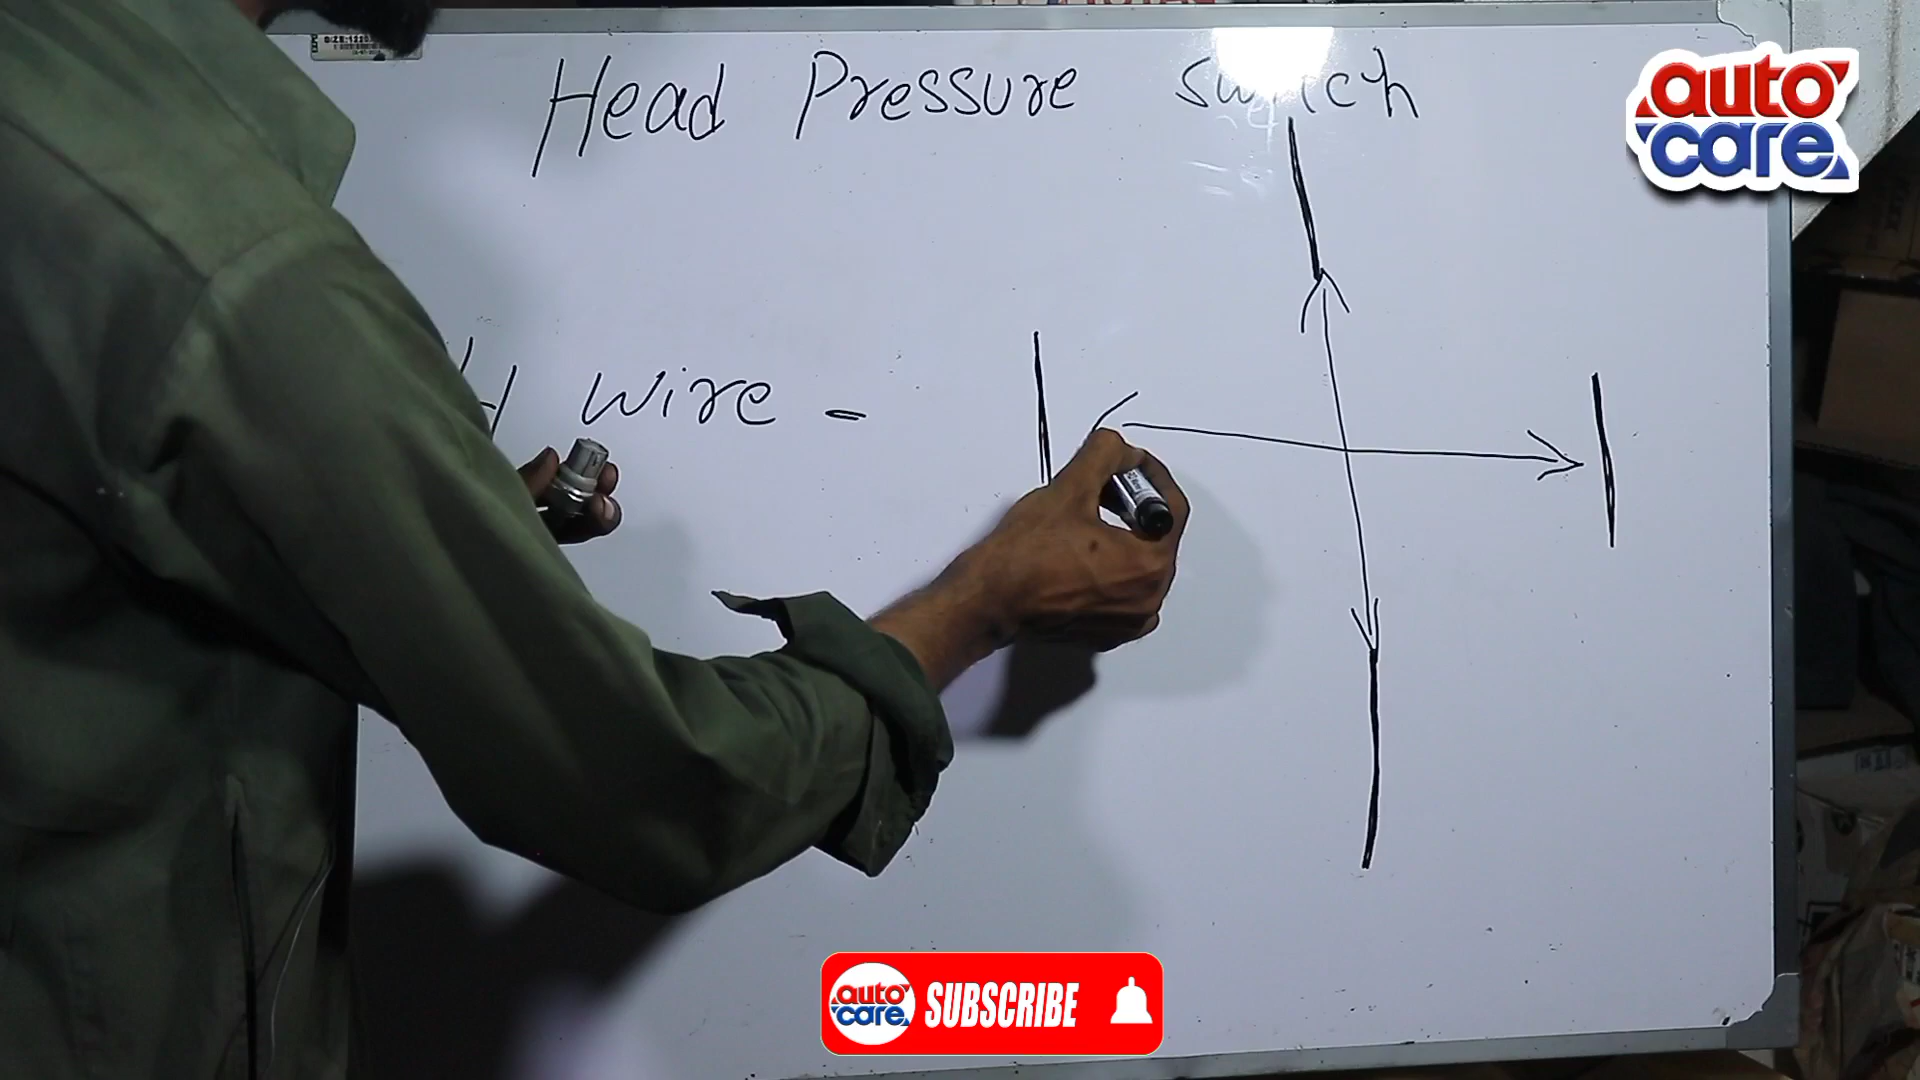 Head Pressure Switch
auto
care
H Wire -
auto
care
SUBSCRIBE